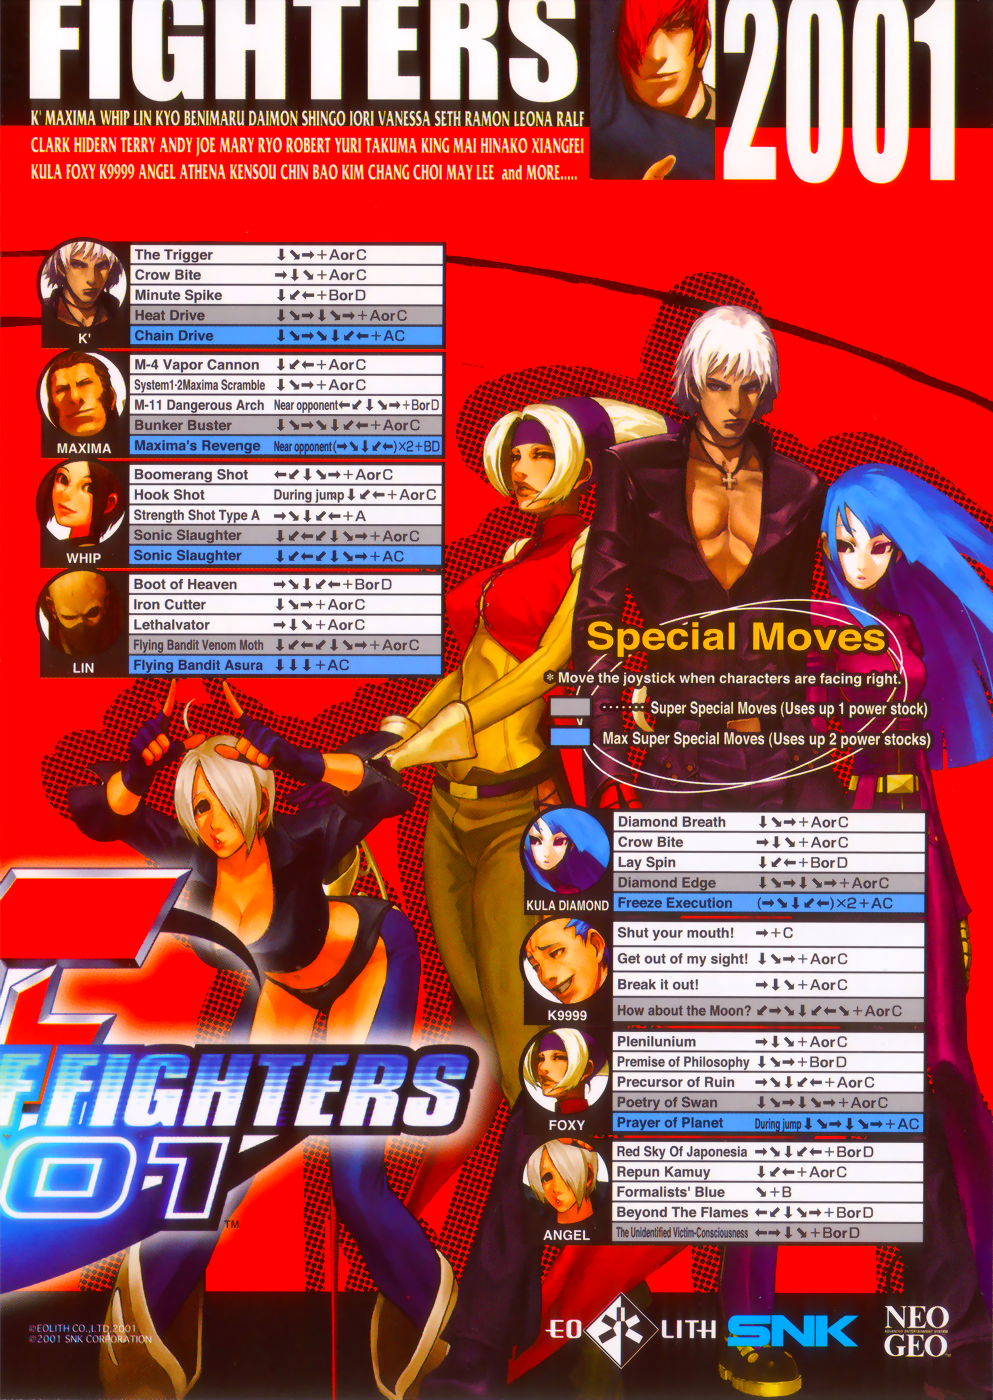 FIGHTERS 2001
K' MAXIMA WHIP LIN KYO BENIMARU DAIMON SHINGO IORI VANESSA SETH RAMON LEONA RALF
CLARK HIDERN TERRY ANDY JOE MARY RYO ROBERT YURI TAKUMA KING MAI HINAKO XIANGFEI
KULA FOXY K9999 ANGEL ATHENA KENSOU CHIN BAO KIM CHANG CHOI MAY LEE and MORE.....
K'
The Trigger ↓↘→+AorC
Crow Bite →↓↘+AorC
Minute Spike ↓↙←+BorD
Heat Drive ↓↘→↓↘→+AorC
Chain Drive ↓↘→↘↓↙←+AC
MAXIMA
M-4 Vapor Cannon ↓↙←+AorC
System1·2Maxima Scramble ↓↘→+AorC
M-11 Dangerous Arch Near opponent←↙↓↘→+BorD
Bunker Buster ↓↘→↘↓↙←+AorC
Maxima's Revenge Near opponent(→↘↓↙←)×2+BD
WHIP
Boomerang Shot ←↙↓↘→+AorC
Hook Shot During jump↓↙←+AorC
Strength Shot Type A →↘↓↙←+A
Sonic Slaughter ↓↙←↙↓↘→+AorC
Sonic Slaughter ↓↙←↙↓↘→+AC
LIN
Boot of Heaven →↘↓↙←+BorD
Iron Cutter ↓↘→+AorC
Lethalvator →↓↘+AorC
Flying Bandit Venom Moth ↓↙←↙↓↘→+AorC
Flying Bandit Asura ↓↓↓+AC
Special Moves
* Move the joystick when characters are facing right.
Super Special Moves (Uses up 1 power stock)
Max Super Special Moves (Uses up 2 power stocks)
KULA DIAMOND
Diamond Breath ↓↘→+AorC
Crow Bite →↓↘+AorC
Lay Spin ↓↙←+BorD
Diamond Edge ↓↘→↓↘→+AorC
Freeze Execution (→↘↓↙←)×2+AC
K9999
Shut your mouth! →+C
Get out of my sight! ↓↘→+AorC
Break it out! →↓↘+AorC
How about the Moon? ↙→↘↓↙←↘+AorC
FOXY
Plenilunium →↓↘+AorC
Premise of Philosophy ↓↘→+BorD
Precursor of Ruin →↘↓↙←+AorC
Poetry of Swan ↓↘→↓↘→+AorC
Prayer of Planet During jump↓↘→↓↘→+AC
ANGEL
Red Sky Of Japonesia →↘↓↙←+BorD
Repun Kamuy ↓↙←+AorC
Formalists' Blue ↘+B
Beyond The Flames ←↙↓↘→+BorD
The Unidentified Victim-Consciousness ←→↓↘+BorD
F.FIGHTERS
01 TM
©EOLITH CO.,LTD.2001
©2001 SNK CORPORATION
EOLITH SNK NEO GEO
ADVANCED ENTERTAINMENT SYSTEM